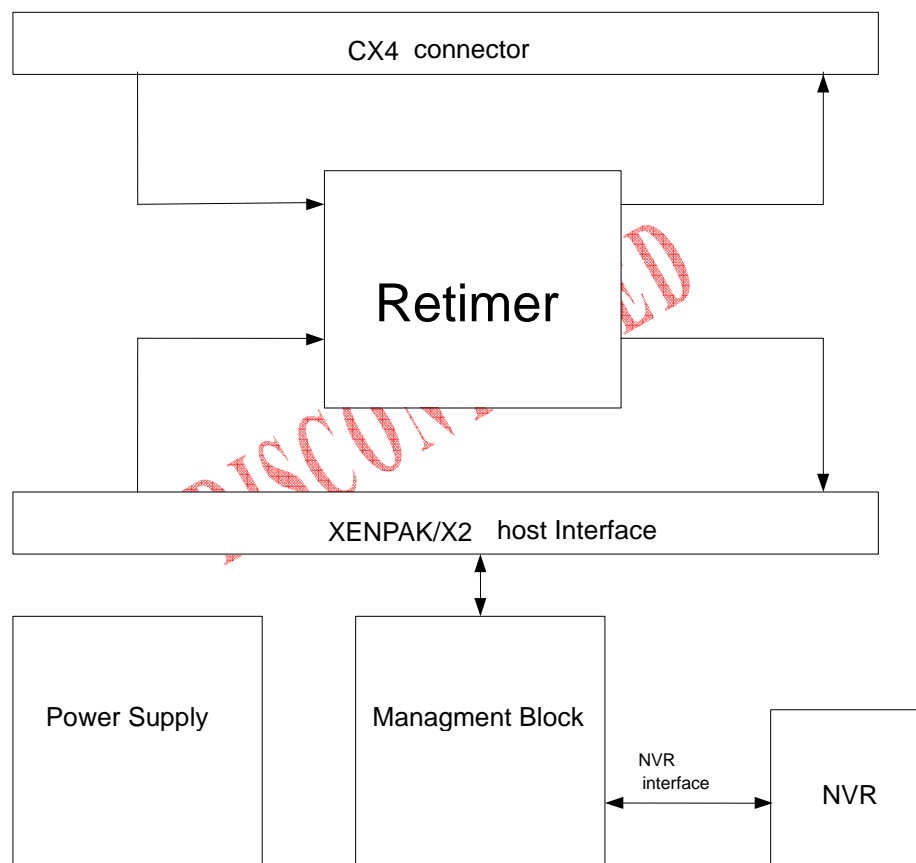 CX4 connector
Retimer
XENPAK/X2 host Interface
Power Supply
Managment Block
NVR
interface
NVR